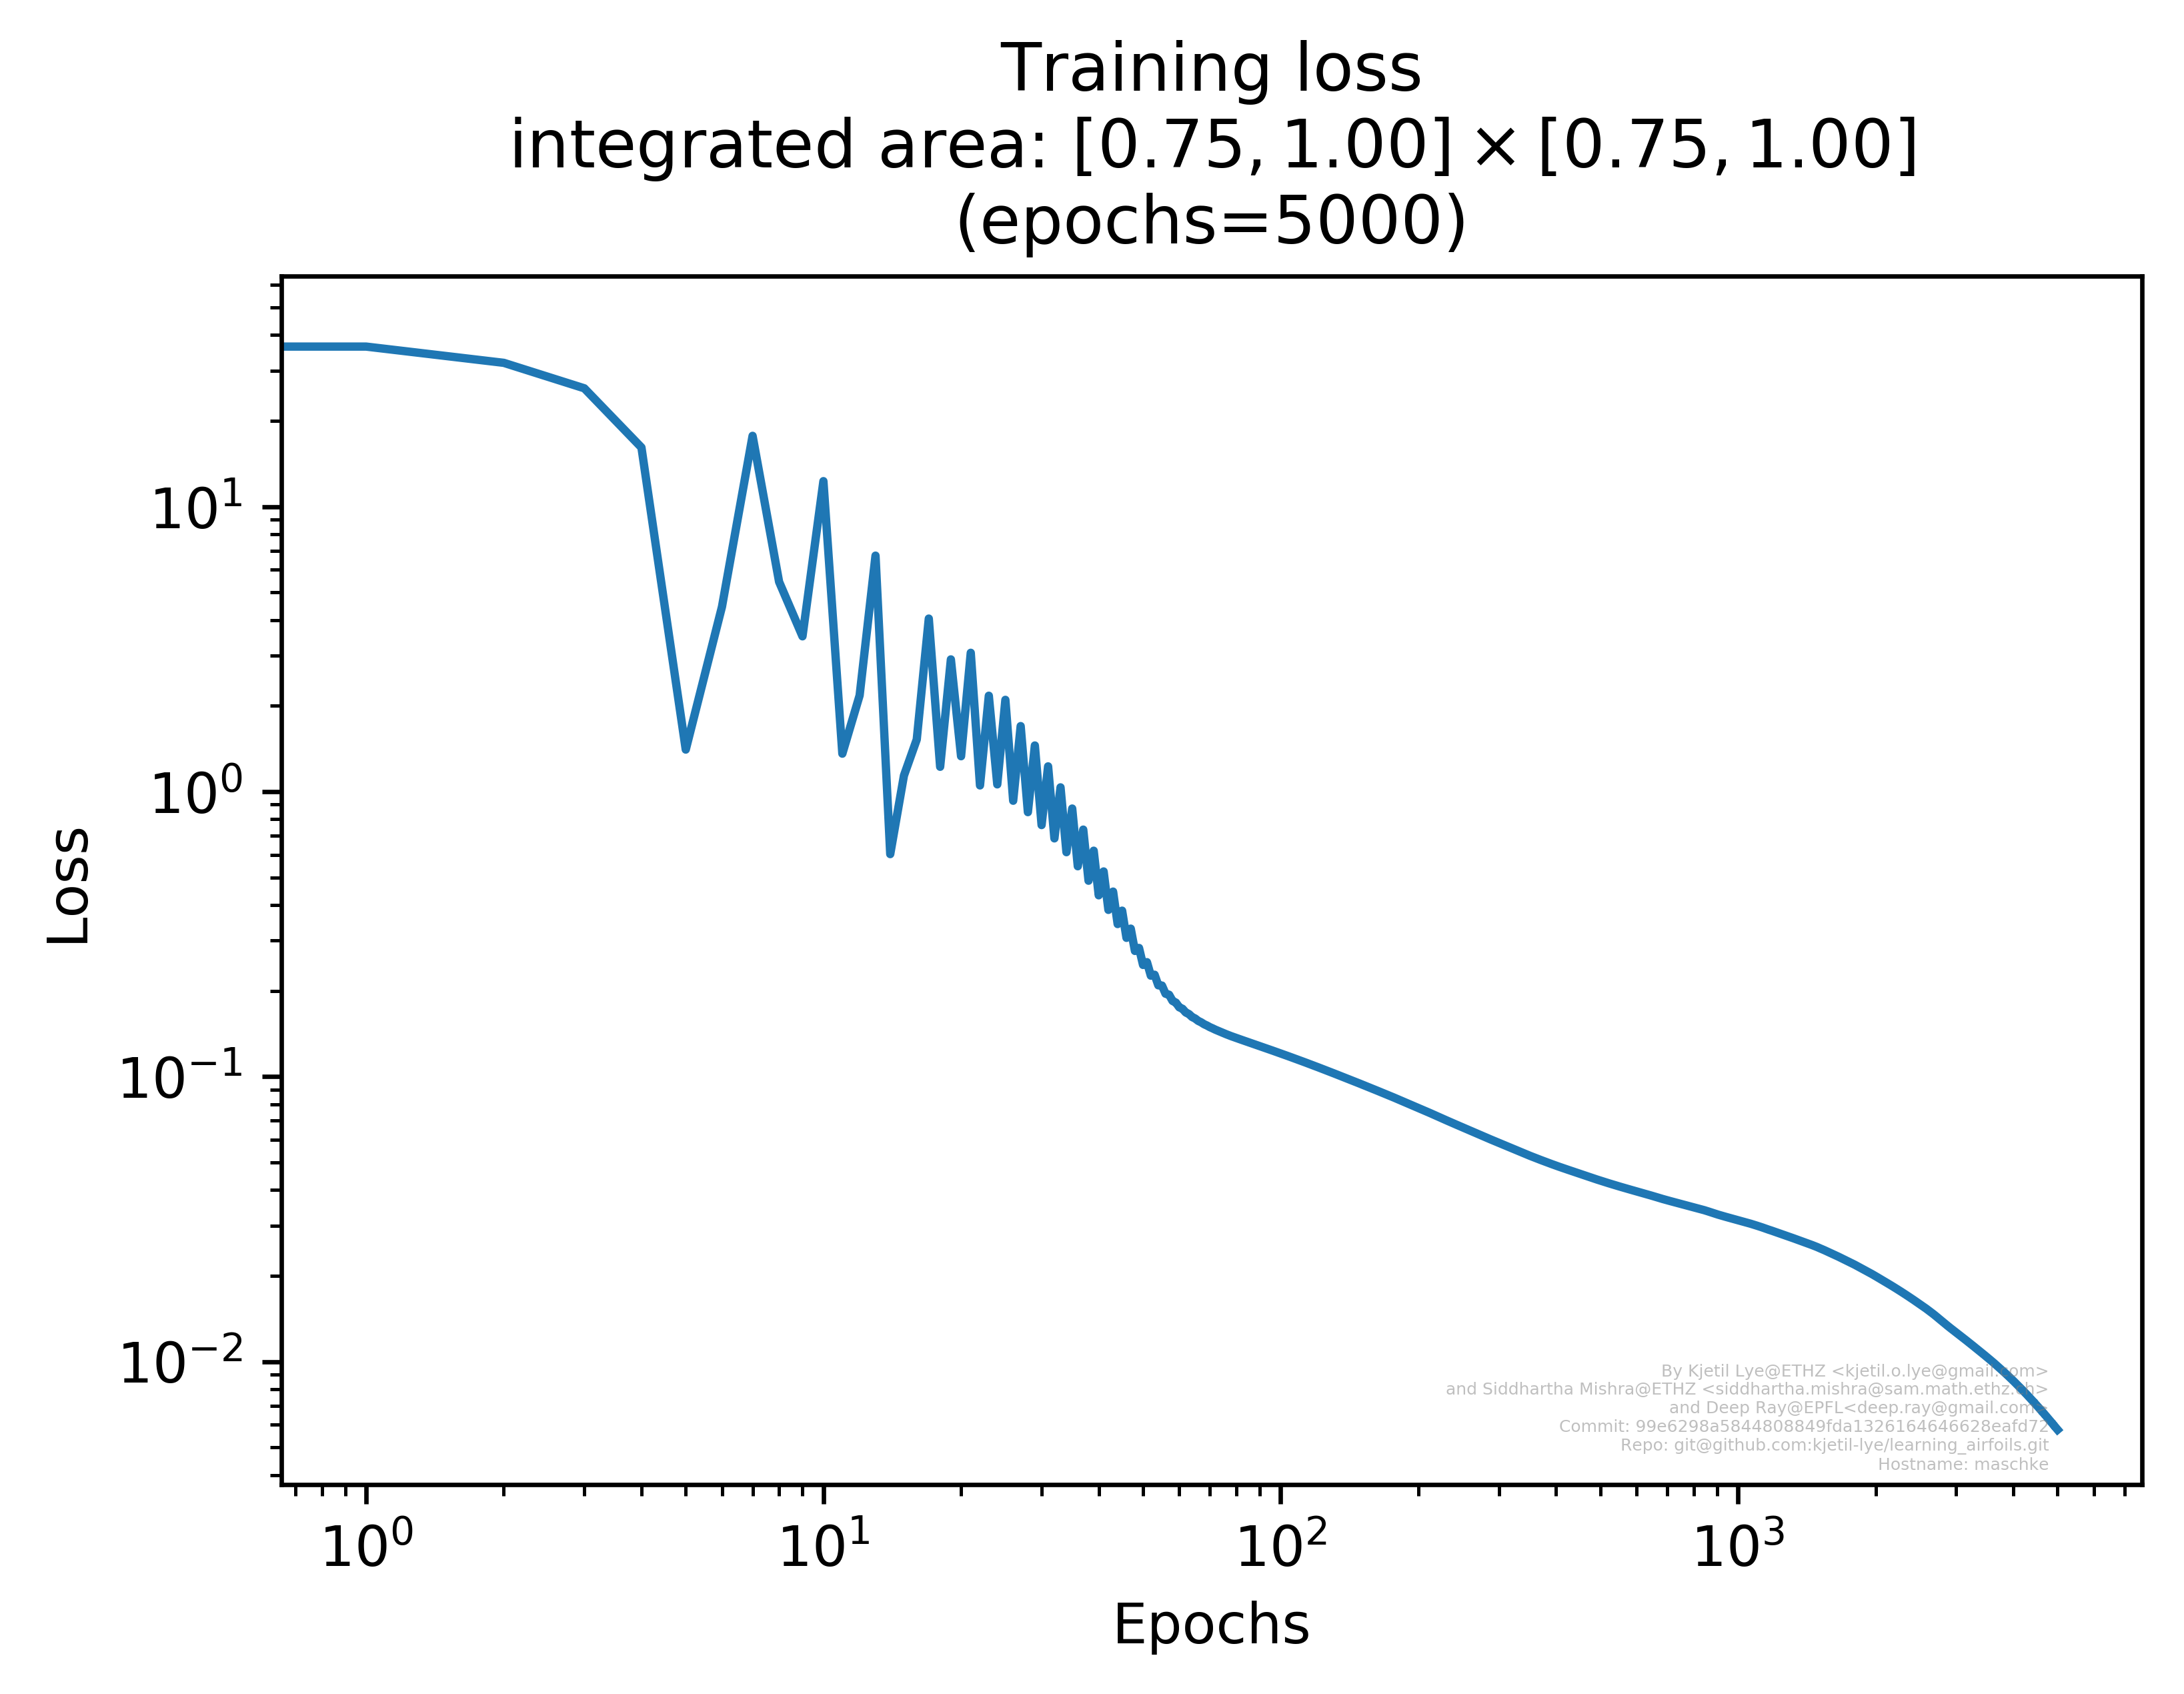 Training loss
integrated area: [0.75, 1.00] × [0.75, 1.00]
(epochs=5000)
Loss
10¹
10⁰
10⁻¹
10⁻²
By Kjetil Lye@ETHZ <kjetil.o.lye@gmail.com>
and Siddhartha Mishra@ETHZ <siddhartha.mishra@sam.math.ethz.ch>
and Deep Ray@EPFL<deep.ray@gmail.com>
Commit: 99e6298a5844808849fda1326164646628eafd72
Repo: git@github.com:kjetil-lye/learning_airfoils.git
Hostname: maschke
10⁰ 10¹ 10² 10³
Epochs